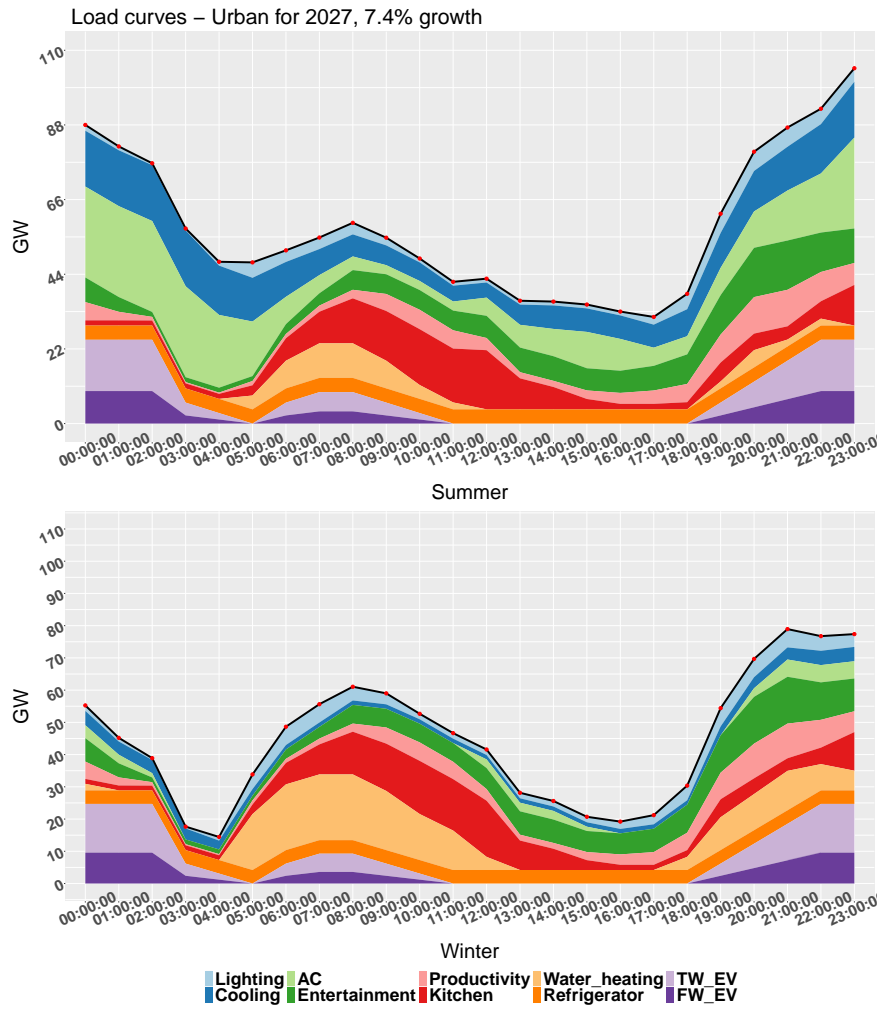 Load curves – Urban for 2027, 7.4% growth
110
88
66
44
22
0
GW
00:00:00 01:00:00 02:00:00 03:00:00 04:00:00 05:00:00 06:00:00 07:00:00 08:00:00 09:00:00 10:00:00 11:00:00 12:00:00 13:00:00 14:00:00 15:00:00 16:00:00 17:00:00 18:00:00 19:00:00 20:00:00 21:00:00 22:00:00 23:00:00
Summer
110
100
90
80
70
60
50
40
30
20
10
0
GW
00:00:00 01:00:00 02:00:00 03:00:00 04:00:00 05:00:00 06:00:00 07:00:00 08:00:00 09:00:00 10:00:00 11:00:00 12:00:00 13:00:00 14:00:00 15:00:00 16:00:00 17:00:00 18:00:00 19:00:00 20:00:00 21:00:00 22:00:00 23:00:00
Winter
Lighting AC Productivity Water_heating TW_EV
Cooling Entertainment Kitchen Refrigerator FW_EV